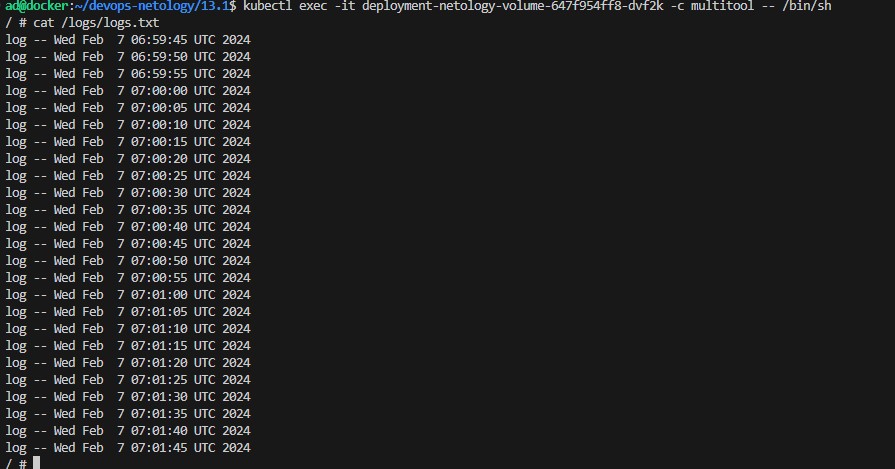 ad@docker:~/devops-netology/13.1$ kubectl exec -it deployment-netology-volume-647f954ff8-dvf2k -c multitool -- /bin/sh
/ # cat /logs/logs.txt
log -- Wed Feb  7 06:59:45 UTC 2024
log -- Wed Feb  7 06:59:50 UTC 2024
log -- Wed Feb  7 06:59:55 UTC 2024
log -- Wed Feb  7 07:00:00 UTC 2024
log -- Wed Feb  7 07:00:05 UTC 2024
log -- Wed Feb  7 07:00:10 UTC 2024
log -- Wed Feb  7 07:00:15 UTC 2024
log -- Wed Feb  7 07:00:20 UTC 2024
log -- Wed Feb  7 07:00:25 UTC 2024
log -- Wed Feb  7 07:00:30 UTC 2024
log -- Wed Feb  7 07:00:35 UTC 2024
log -- Wed Feb  7 07:00:40 UTC 2024
log -- Wed Feb  7 07:00:45 UTC 2024
log -- Wed Feb  7 07:00:50 UTC 2024
log -- Wed Feb  7 07:00:55 UTC 2024
log -- Wed Feb  7 07:01:00 UTC 2024
log -- Wed Feb  7 07:01:05 UTC 2024
log -- Wed Feb  7 07:01:10 UTC 2024
log -- Wed Feb  7 07:01:15 UTC 2024
log -- Wed Feb  7 07:01:20 UTC 2024
log -- Wed Feb  7 07:01:25 UTC 2024
log -- Wed Feb  7 07:01:30 UTC 2024
log -- Wed Feb  7 07:01:35 UTC 2024
log -- Wed Feb  7 07:01:40 UTC 2024
log -- Wed Feb  7 07:01:45 UTC 2024
/ #